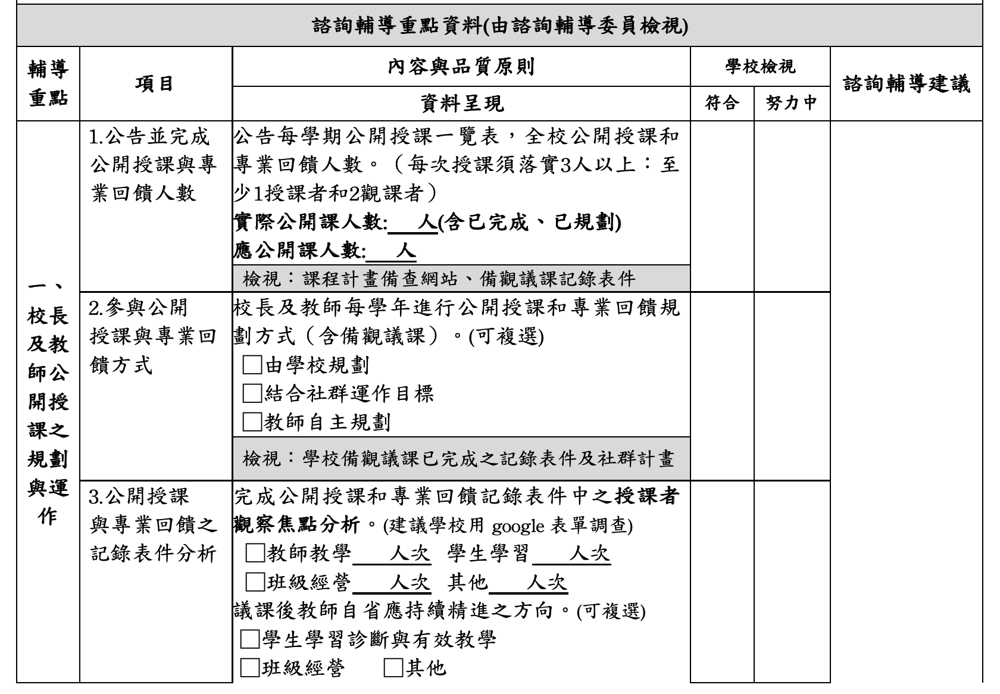 諮詢輔導重點資料(由諮詢輔導委員檢視)
輔導
重點
項目
內容與品質原則
資料呈現
學校檢視
符合
努力中
諮詢輔導建議
一、
校長
及教
師公
開授
課之
規劃
與運
作
1.公告並完成
公開授課與專
業回饋人數
公告每學期公開授課一覽表，全校公開授課和
專業回饋人數。（每次授課須落實3人以上：至
少1授課者和2觀課者）
實際公開課人數:___人(含已完成、已規劃)
應公開課人數:___人
檢視：課程計畫備查網站、備觀議課記錄表件
2.參與公開
授課與專業回
饋方式
校長及教師每學年進行公開授課和專業回饋規
劃方式（含備觀議課）。(可複選)
□由學校規劃
□結合社群運作目標
□教師自主規劃
檢視：學校備觀議課已完成之記錄表件及社群計畫
3.公開授課
與專業回饋之
記錄表件分析
完成公開授課和專業回饋記錄表件中之授課者
觀察焦點分析。(建議學校用 google 表單調查)
□教師教學___人次 學生學習___人次
□班級經營___人次 其他___人次
議課後教師自省應持續精進之方向。(可複選)
□學生學習診斷與有效教學
□班級經營 □其他